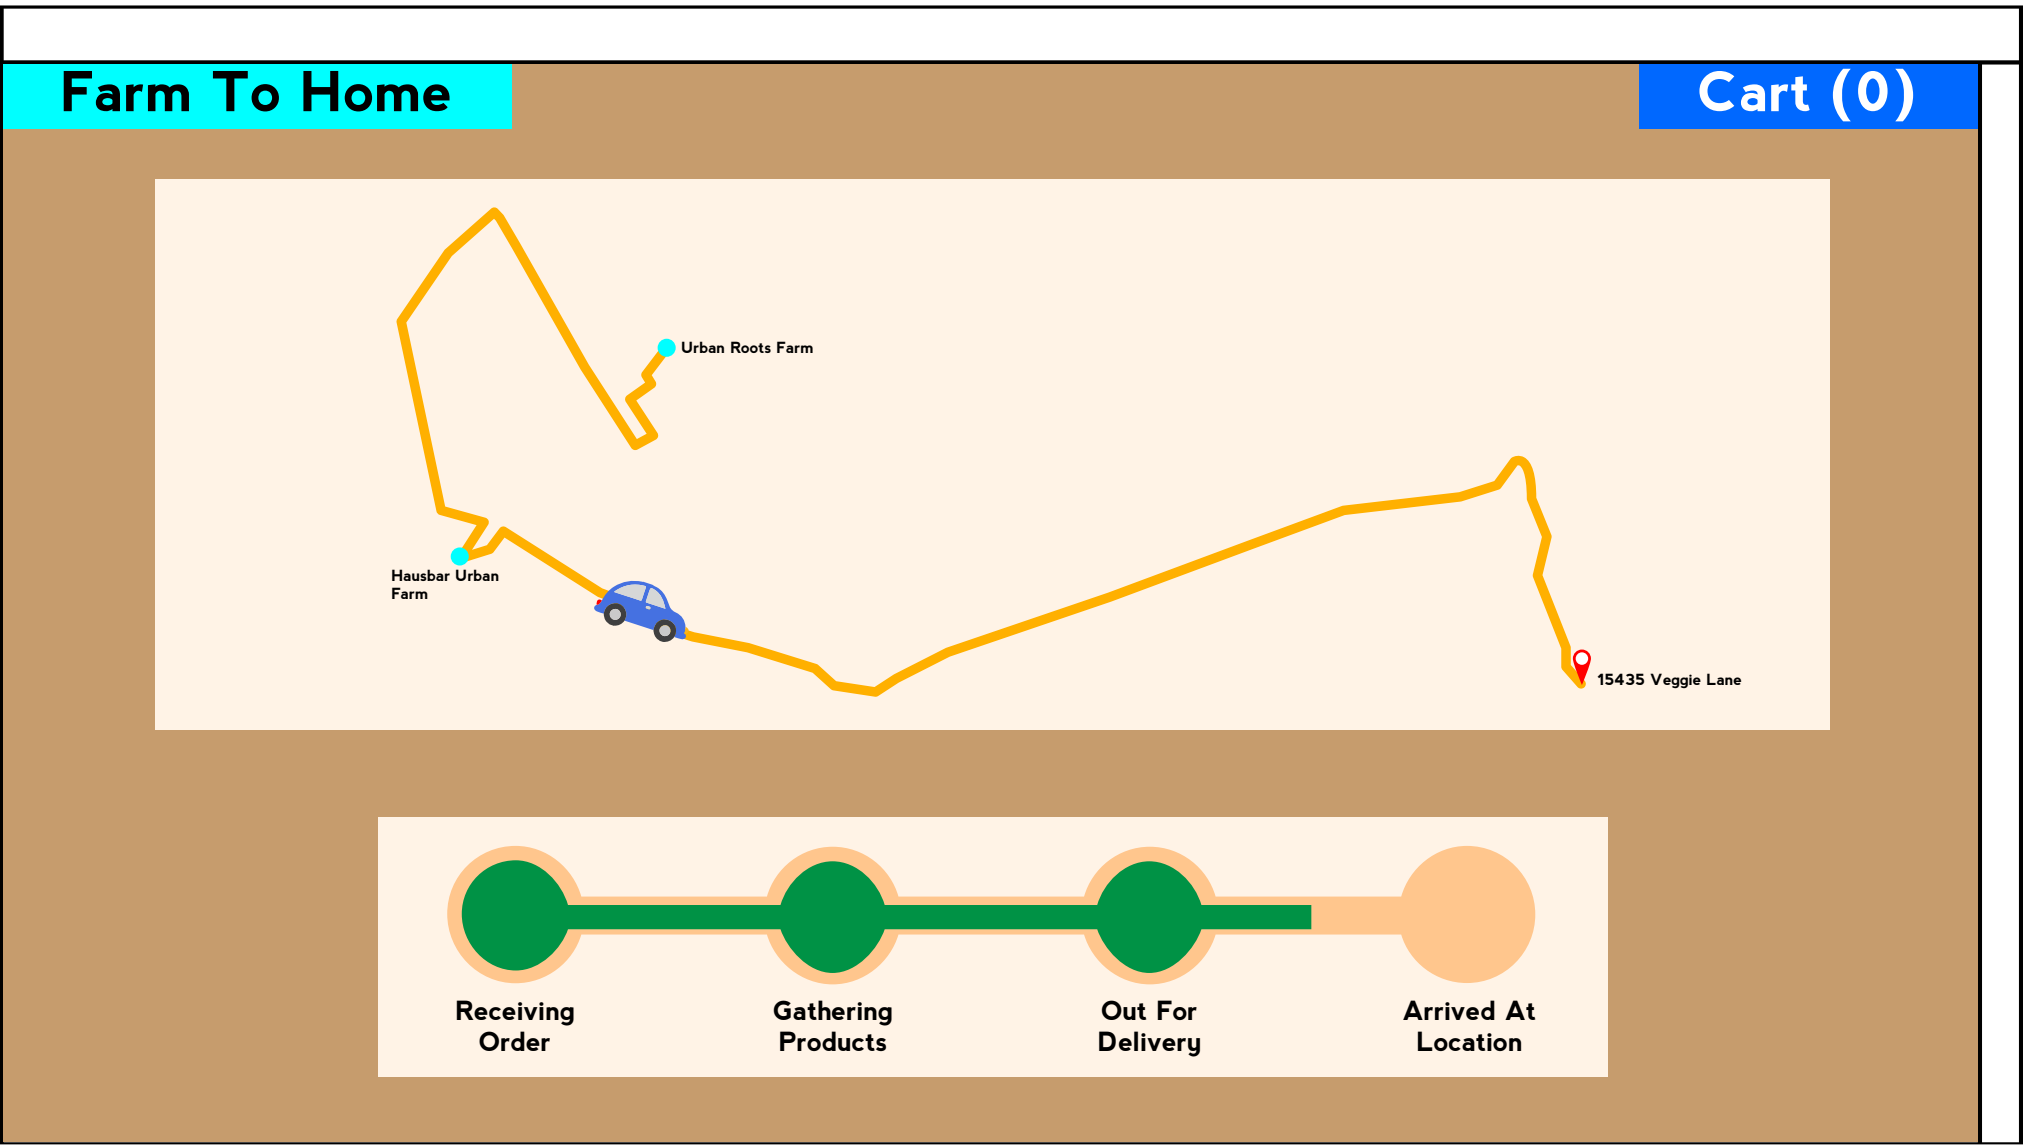 Farm To Home
Cart (0)
Urban Roots Farm
Hausbar Urban
Farm
15435 Veggie Lane
Receiving
Order
Gathering
Products
Out For
Delivery
Arrived At
Location